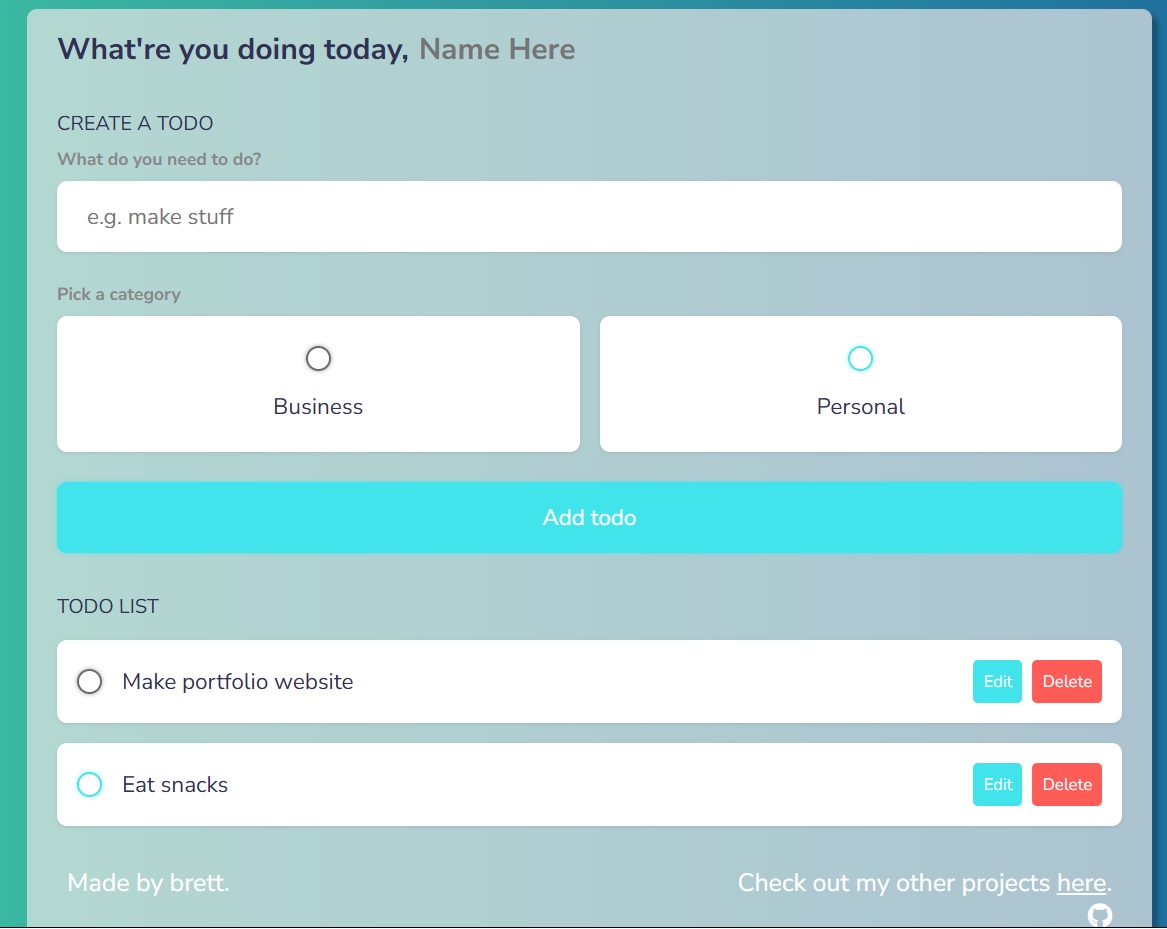 What're you doing today, Name Here
CREATE A TODO
What do you need to do?
e.g. make stuff
Pick a category
Business
Personal
Add todo
TODO LIST
Make portfolio website
Edit
Delete
Eat snacks
Edit
Delete
Made by brett.
Check out my other projects here.